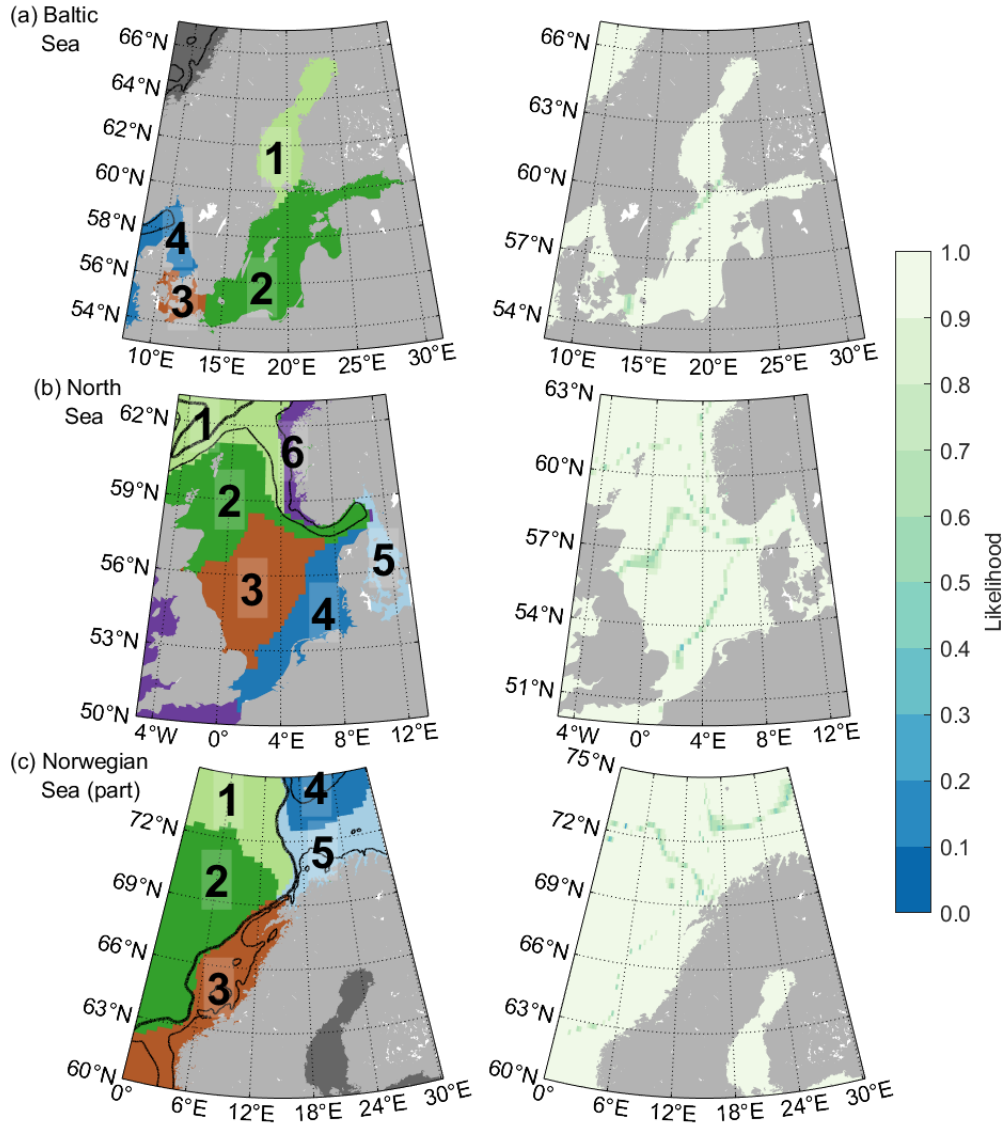 (a) Baltic
Sea
66°N
64°N
62°N
60°N
58°N
56°N
54°N
10°E 15°E 20°E 25°E 30°E
1
2
3
4
66°N
63°N
60°N
57°N
54°N
10°E 15°E 20°E 25°E 30°E
(b) North
Sea
62°N
59°N
56°N
53°N
50°N
4°W 0° 4°E 8°E 12°E
1
2
3
4
5
6
63°N
60°N
57°N
54°N
51°N
4°W 0° 4°E 8°E 12°E
(c) Norwegian
Sea (part)
72°N
69°N
66°N
63°N
60°N
0° 6°E 12°E 18°E 24°E 30°E
1
2
3
4
5
75°N
72°N
69°N
66°N
63°N
60°N
6°E 12°E 18°E 24°E 30°E
1.0
0.9
0.8
0.7
0.6
0.5
0.4
0.3
0.2
0.1
0.0
Likelihood